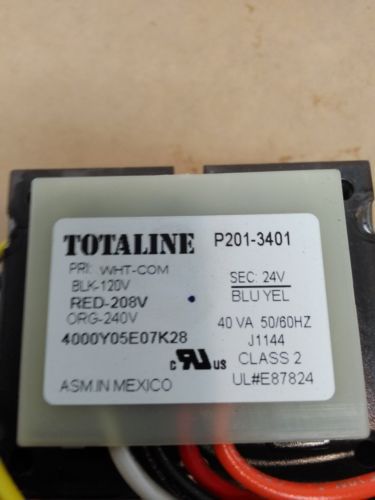 TOTALINE P201-3401
PRI: WHT-COM
BLK-120V
RED-208V
ORG-240V
4000Y05E07K28
ASM.IN MEXICO
SEC: 24V
BLU YEL
40 VA 50/60HZ
J1144
CLASS 2
UL#E87824
c RU US